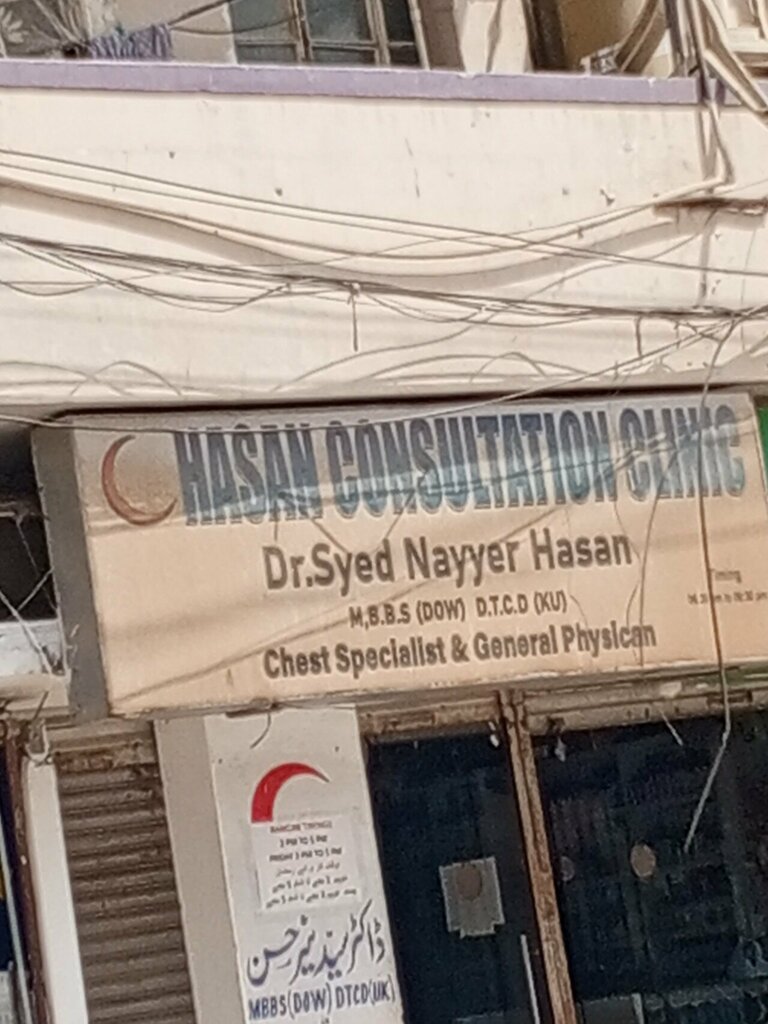 HASAN CONSULTATION CLINIC
Dr.Syed Nayyer Hasan
M,B.B.S (DOW) D.T.C.D (KU)
Chest Specialist & General Physican
Timing
ڈاکٹر سید نیر حسن
MBBS(DOW) DTCD(UK)